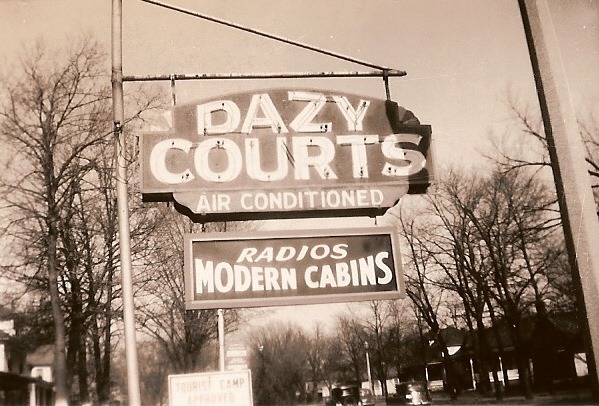 DAZY
COURTS
AIR CONDITIONED
RADIOS
MODERN CABINS
TOURIST CAMP
APPROVED